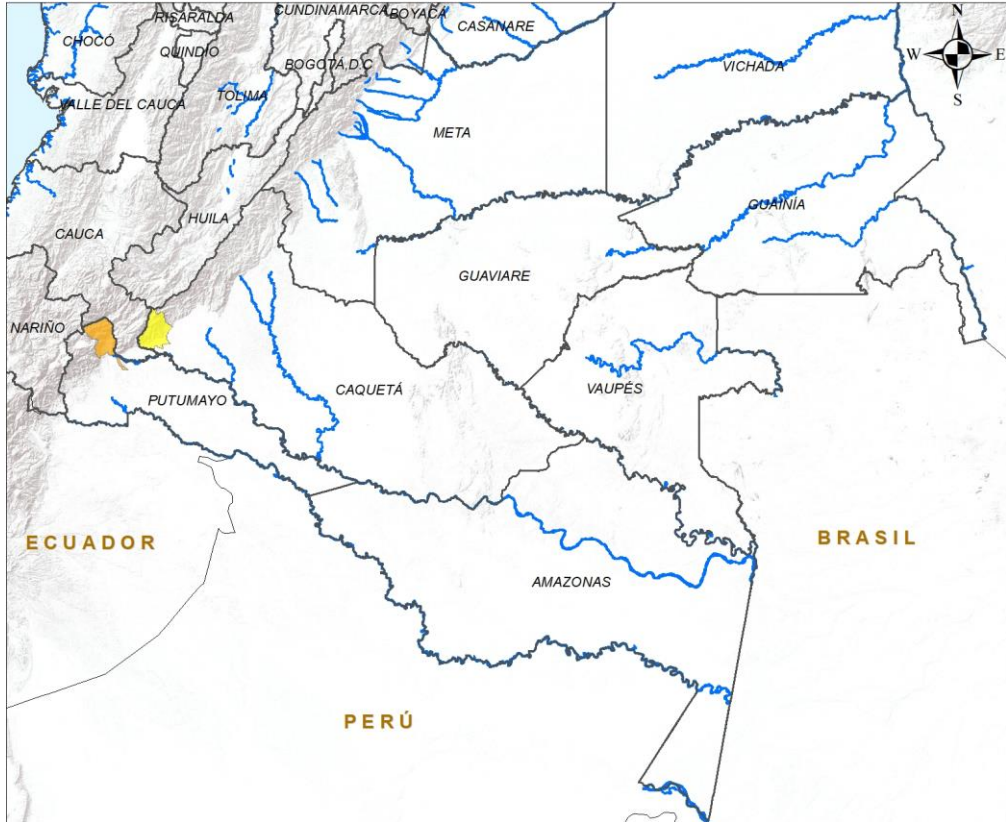 RISARALDA
CUNDINAMARCA
BOYACÁ
CASANARE
N
CHOCÓ
QUINDÍO
BOGOTÁ D.C
W
E
VICHADA
S
VALLE DEL CAUCA
TOLIMA
META
HUILA
GUAINÍA
CAUCA
GUAVIARE
NARIÑO
CAQUETÁ
VAUPÉS
PUTUMAYO
ECUADOR
BRASIL
AMAZONAS
PERÚ